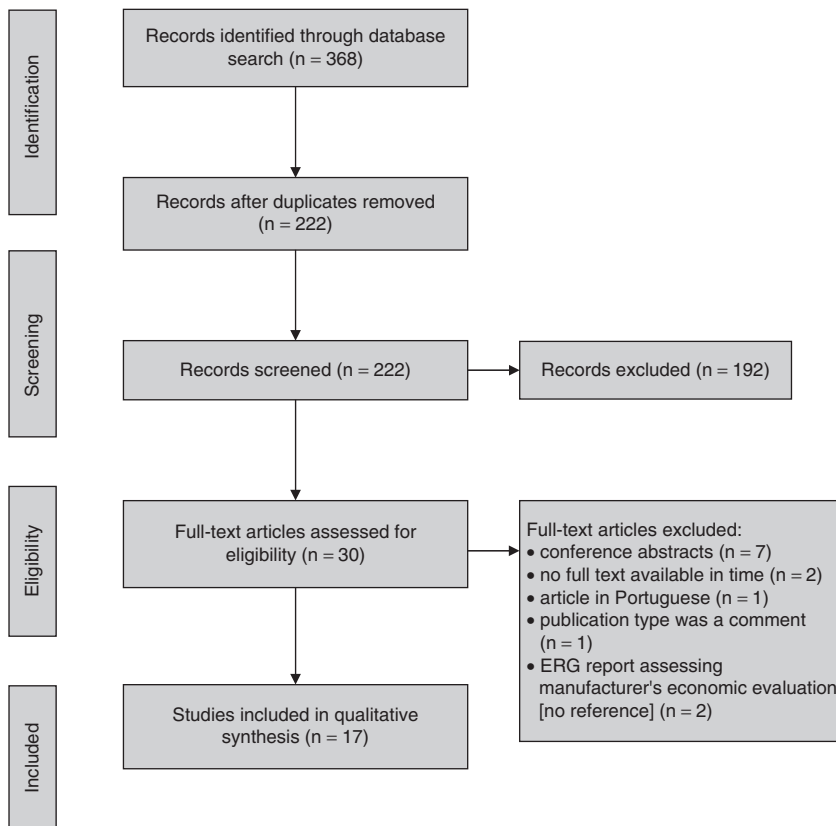 Identification
Records identified through database
search (n = 368)
Records after duplicates removed
(n = 222)
Screening
Records screened (n = 222)
Records excluded (n = 192)
Eligibility
Full-text articles assessed for
eligibility (n = 30)
Full-text articles excluded:
• conference abstracts (n = 7)
• no full text available in time (n = 2)
• article in Portuguese (n = 1)
• publication type was a comment
(n = 1)
• ERG report assessing
manufacturer's economic evaluation
[no reference] (n = 2)
Included
Studies included in qualitative
synthesis (n = 17)